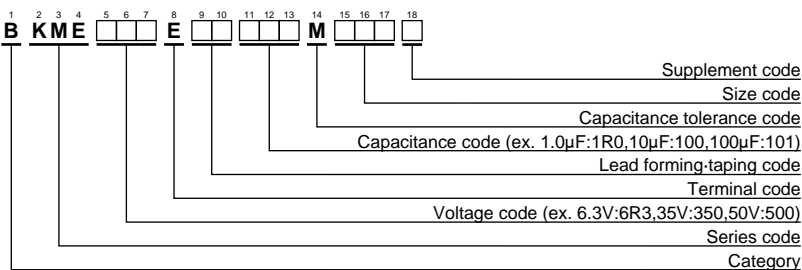 1 2 3 4 5 6 7 8 9 10 11 12 13 14 15 16 17 18
B KME □□□ E □□ □□□ M □□□ □
Supplement code
Size code
Capacitance tolerance code
Capacitance code (ex. 1.0μF:1R0,10μF:100,100μF:101)
Lead forming·taping code
Terminal code
Voltage code (ex. 6.3V:6R3,35V:350,50V:500)
Series code
Category